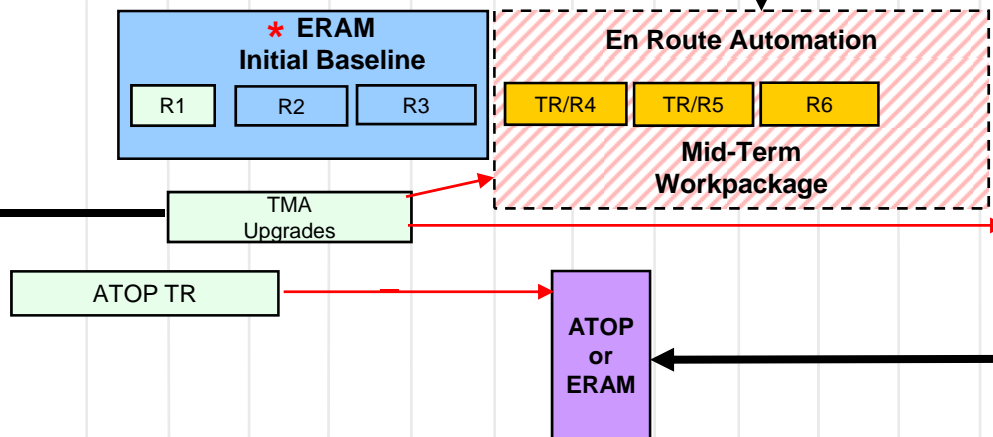 * ERAM
Initial Baseline
R1
R2
R3
En Route Automation
TR/R4
TR/R5
R6
Mid-Term
Workpackage
TMA
Upgrades
ATOP TR
ATOP
or
ERAM